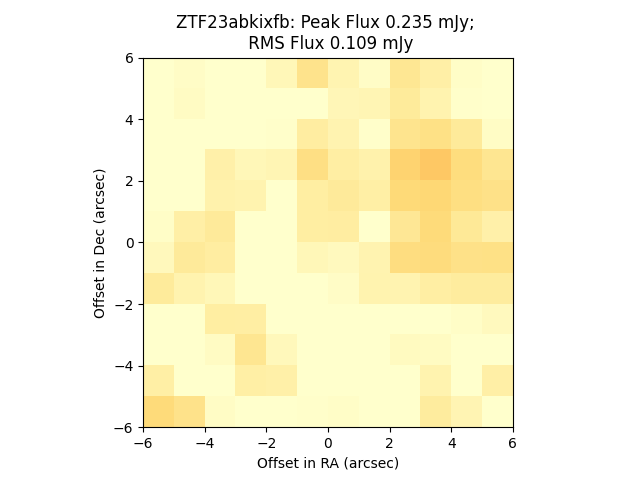 ZTF23abkixfb: Peak Flux 0.235 mJy;
RMS Flux 0.109 mJy
6
4
2
0
−2
−4
−6
Offset in Dec (arcsec)
−6 −4 −2 0 2 4 6
Offset in RA (arcsec)